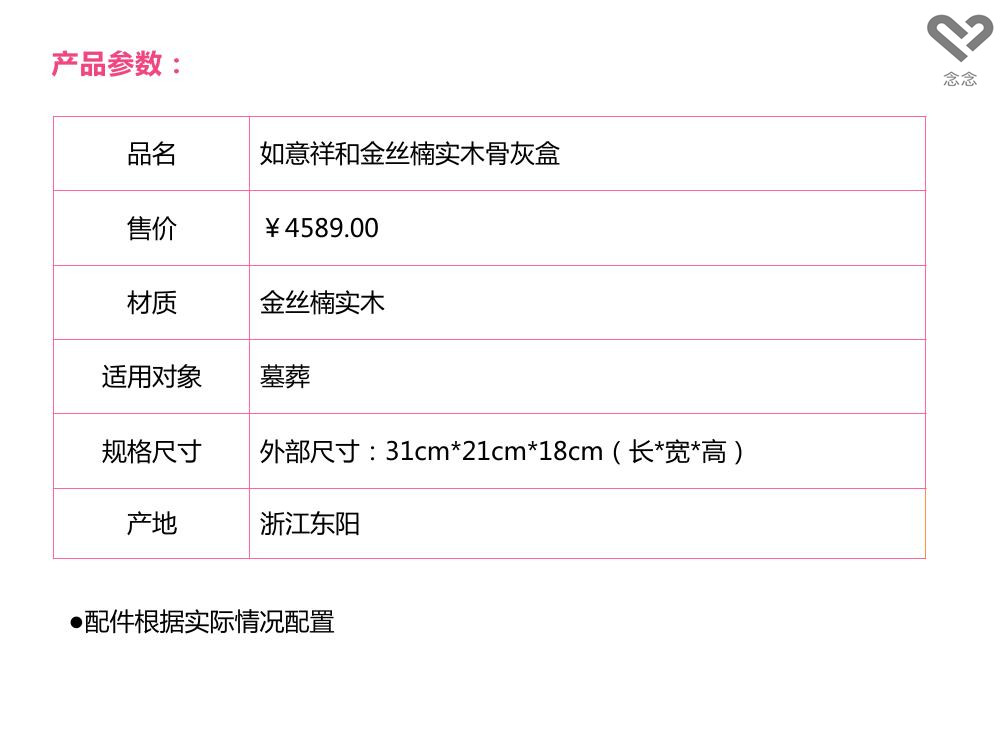 念念
产品参数：
品名 如意祥和金丝楠实木骨灰盒
售价 ￥4589.00
材质 金丝楠实木
适用对象 墓葬
规格尺寸 外部尺寸：31cm*21cm*18cm（长*宽*高）
产地 浙江东阳
●配件根据实际情况配置